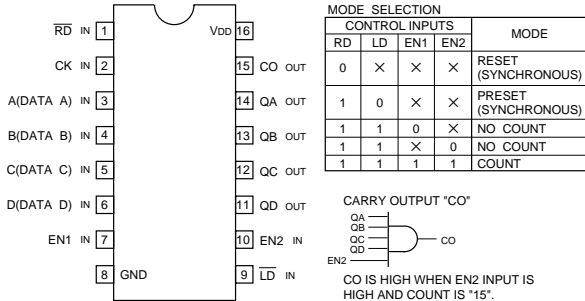 RD IN 1
CK IN 2
A(DATA A) IN 3
B(DATA B) IN 4
C(DATA C) IN 5
D(DATA D) IN 6
EN1 IN 7
8 GND
VDD 16
15 CO OUT
14 QA OUT
13 QB OUT
12 QC OUT
11 QD OUT
10 EN2 IN
9 LD IN
MODE SELECTION
CONTROL INPUTS MODE
RD LD EN1 EN2
0 × × × RESET
(SYNCHRONOUS)
1 0 × × PRESET
(SYNCHRONOUS)
1 1 0 × NO COUNT
1 1 × 0 NO COUNT
1 1 1 1 COUNT
CARRY OUTPUT "CO"
QA
QB
QC
QD
EN2
CO
CO IS HIGH WHEN EN2 INPUT IS
HIGH AND COUNT IS "15".